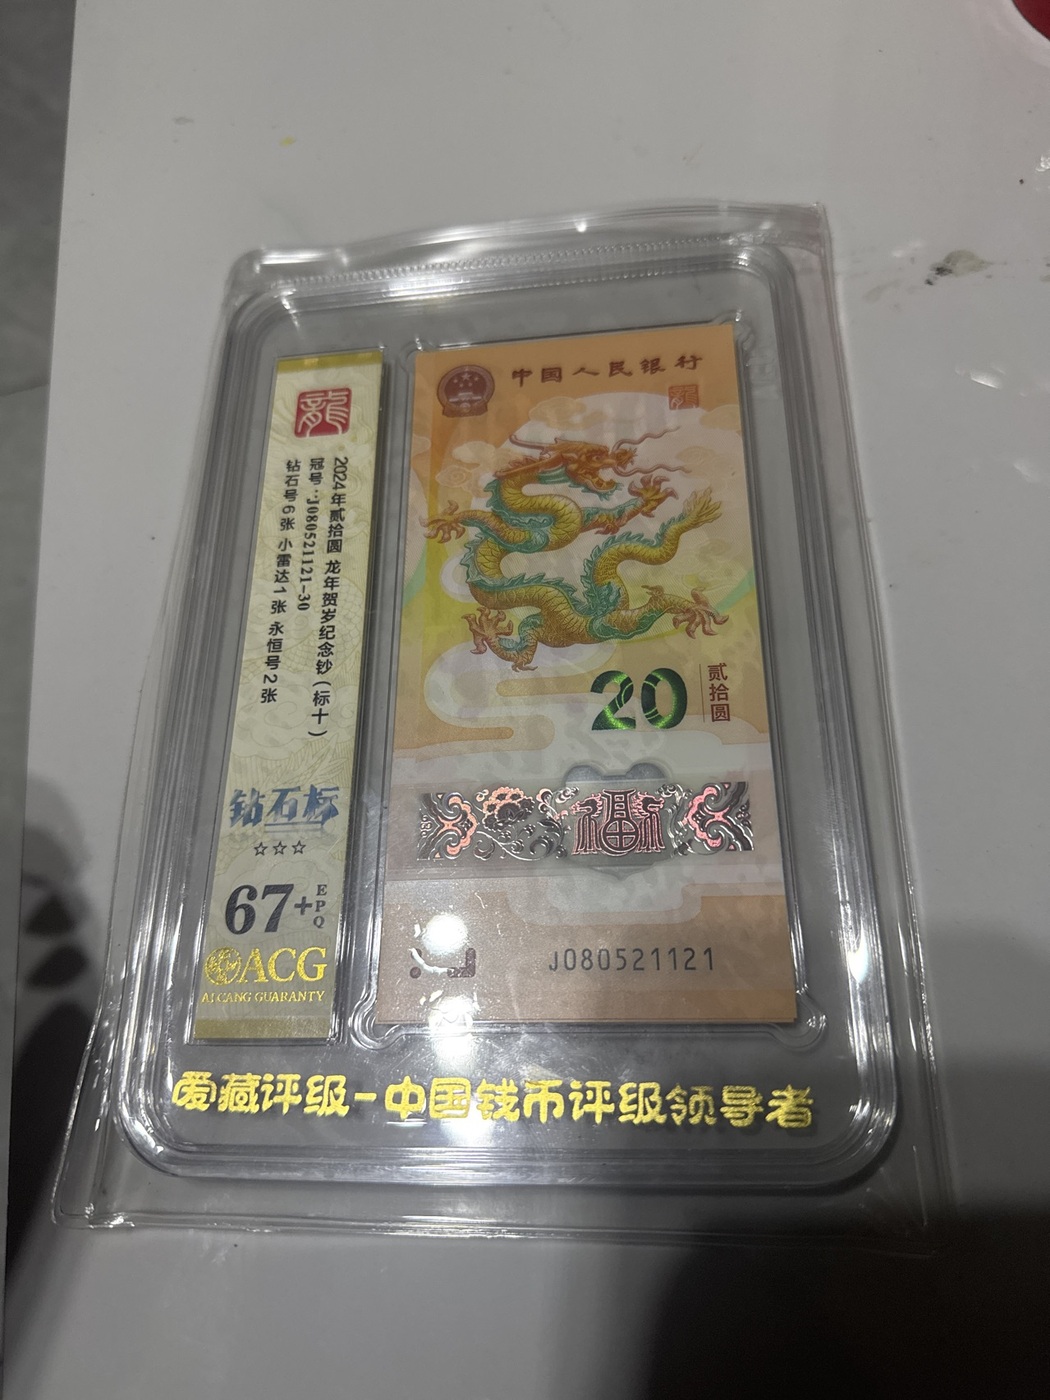 龍
2024年贰拾圆 龙年贺岁纪念钞(标十)
冠号:J080521121-30
钻石号6张 小雷达1张 永恒号2张
钻石标
☆☆☆
67+
EPQ
ACG
AI CANG GUARANTY
中国人民银行
龍
20
贰拾圆
福
J080521121
爱藏评级-中国钱币评级领导者